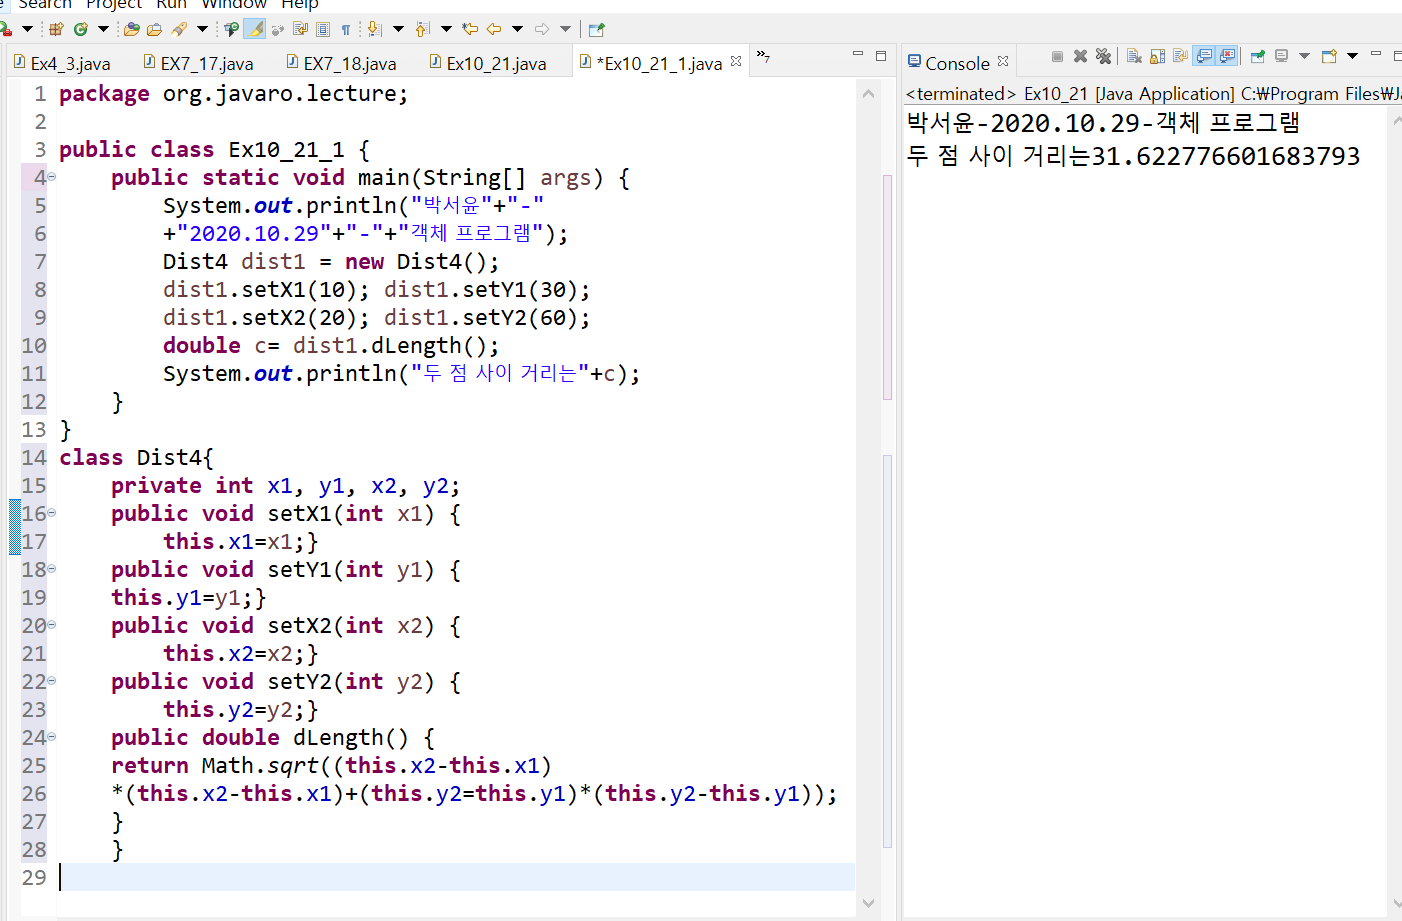 Search Project Run Window Help
Ex4_3.java EX7_17.java EX7_18.java Ex10_21.java *Ex10_21_1.java »7
Console
<terminated> Ex10_21 [Java Application] C:₩Program Files₩
박서윤-2020.10.29-객체 프로그램
두 점 사이 거리는31.622776601683793
1 package org.javaro.lecture;
2
3 public class Ex10_21_1 {
4 public static void main(String[] args) {
5 System.out.println("박서윤"+"-"
6 +"2020.10.29"+"-"+"객체 프로그램");
7 Dist4 dist1 = new Dist4();
8 dist1.setX1(10); dist1.setY1(30);
9 dist1.setX2(20); dist1.setY2(60);
10 double c= dist1.dLength();
11 System.out.println("두 점 사이 거리는"+c);
12 }
13 }
14 class Dist4{
15 private int x1, y1, x2, y2;
16 public void setX1(int x1) {
17 this.x1=x1;}
18 public void setY1(int y1) {
19 this.y1=y1;}
20 public void setX2(int x2) {
21 this.x2=x2;}
22 public void setY2(int y2) {
23 this.y2=y2;}
24 public double dLength() {
25 return Math.sqrt((this.x2-this.x1)
26 *(this.x2-this.x1)+(this.y2=this.y1)*(this.y2-this.y1));
27 }
28 }
29